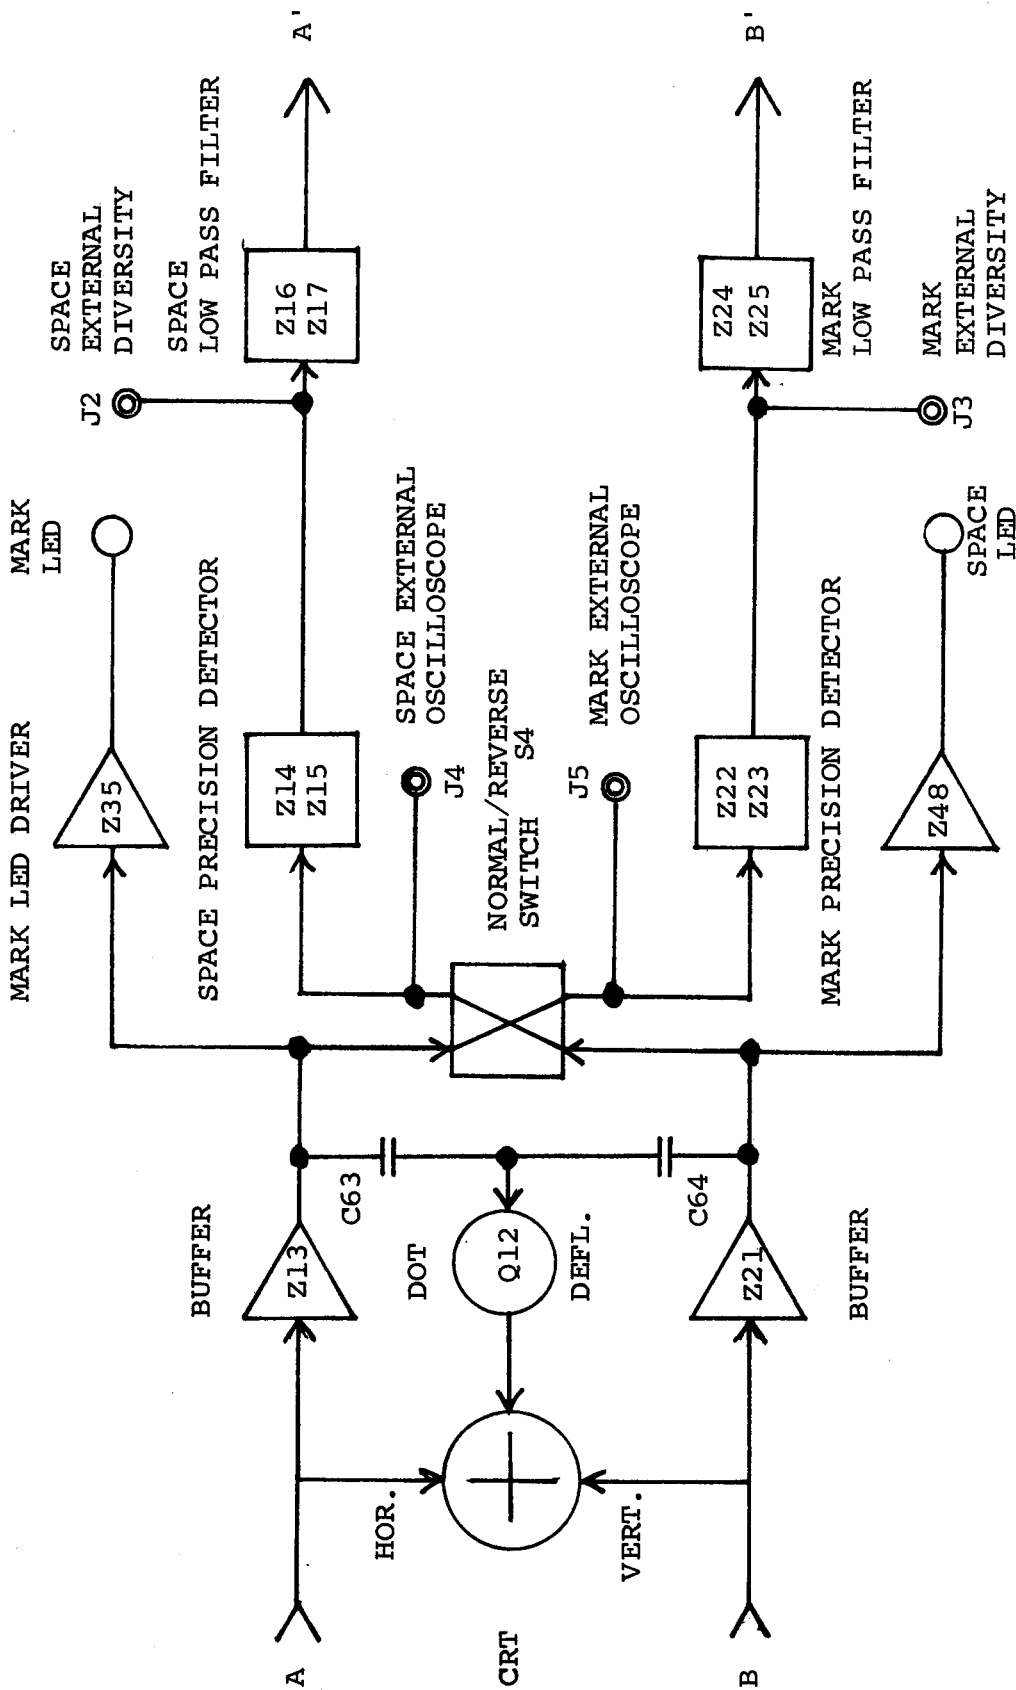 MARK LED DRIVER
MARK
LED
J2
SPACE
EXTERNAL
DIVERSITY
Z35
SPACE PRECISION DETECTOR
SPACE
LOW PASS FILTER
BUFFER
A
Z13
Z14
Z15
Z16
Z17
A'
C63
HOR.
DOT
J4
SPACE EXTERNAL
OSCILLOSCOPE
CRT
Q12
NORMAL/REVERSE
S4
SWITCH
DEFL.
J5
MARK EXTERNAL
OSCILLOSCOPE
VERT.
C64
B
Z21
Z22
Z23
Z24
Z25
B'
BUFFER
MARK PRECISION DETECTOR
MARK
LOW PASS FILTER
Z48
SPACE
LED
J3
MARK
EXTERNAL
DIVERSITY